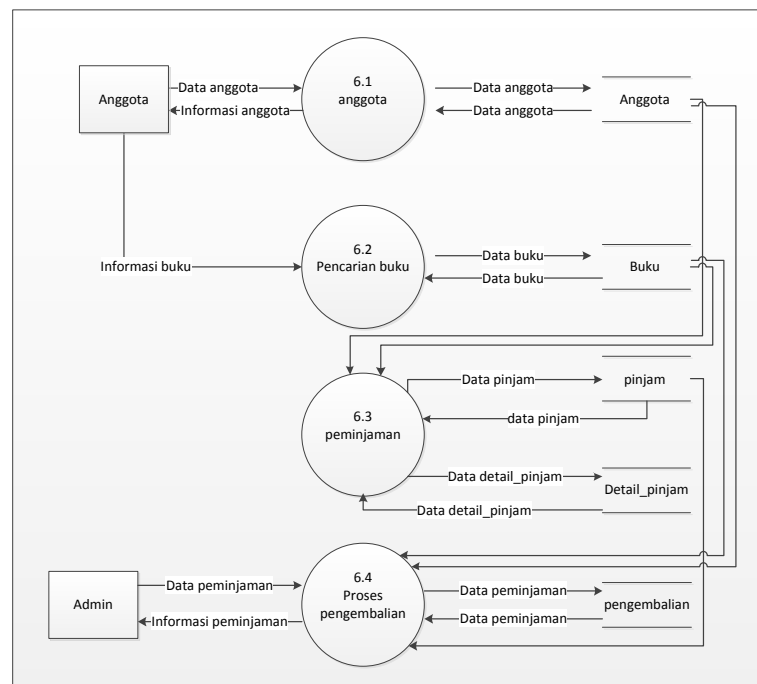 6.1
anggota
Anggota
Data anggota
Informasi anggota
Data anggota
Data anggota
Anggota
6.2
Pencarian buku
Informasi buku
Data buku
Data buku
Buku
6.3
peminjaman
Data pinjam
data pinjam
pinjam
Data detail_pinjam
Data detail_pinjam
Detail_pinjam
6.4
Proses
pengembalian
Admin
Data peminjaman
Informasi peminjaman
Data peminjaman
Data peminjaman
pengembalian